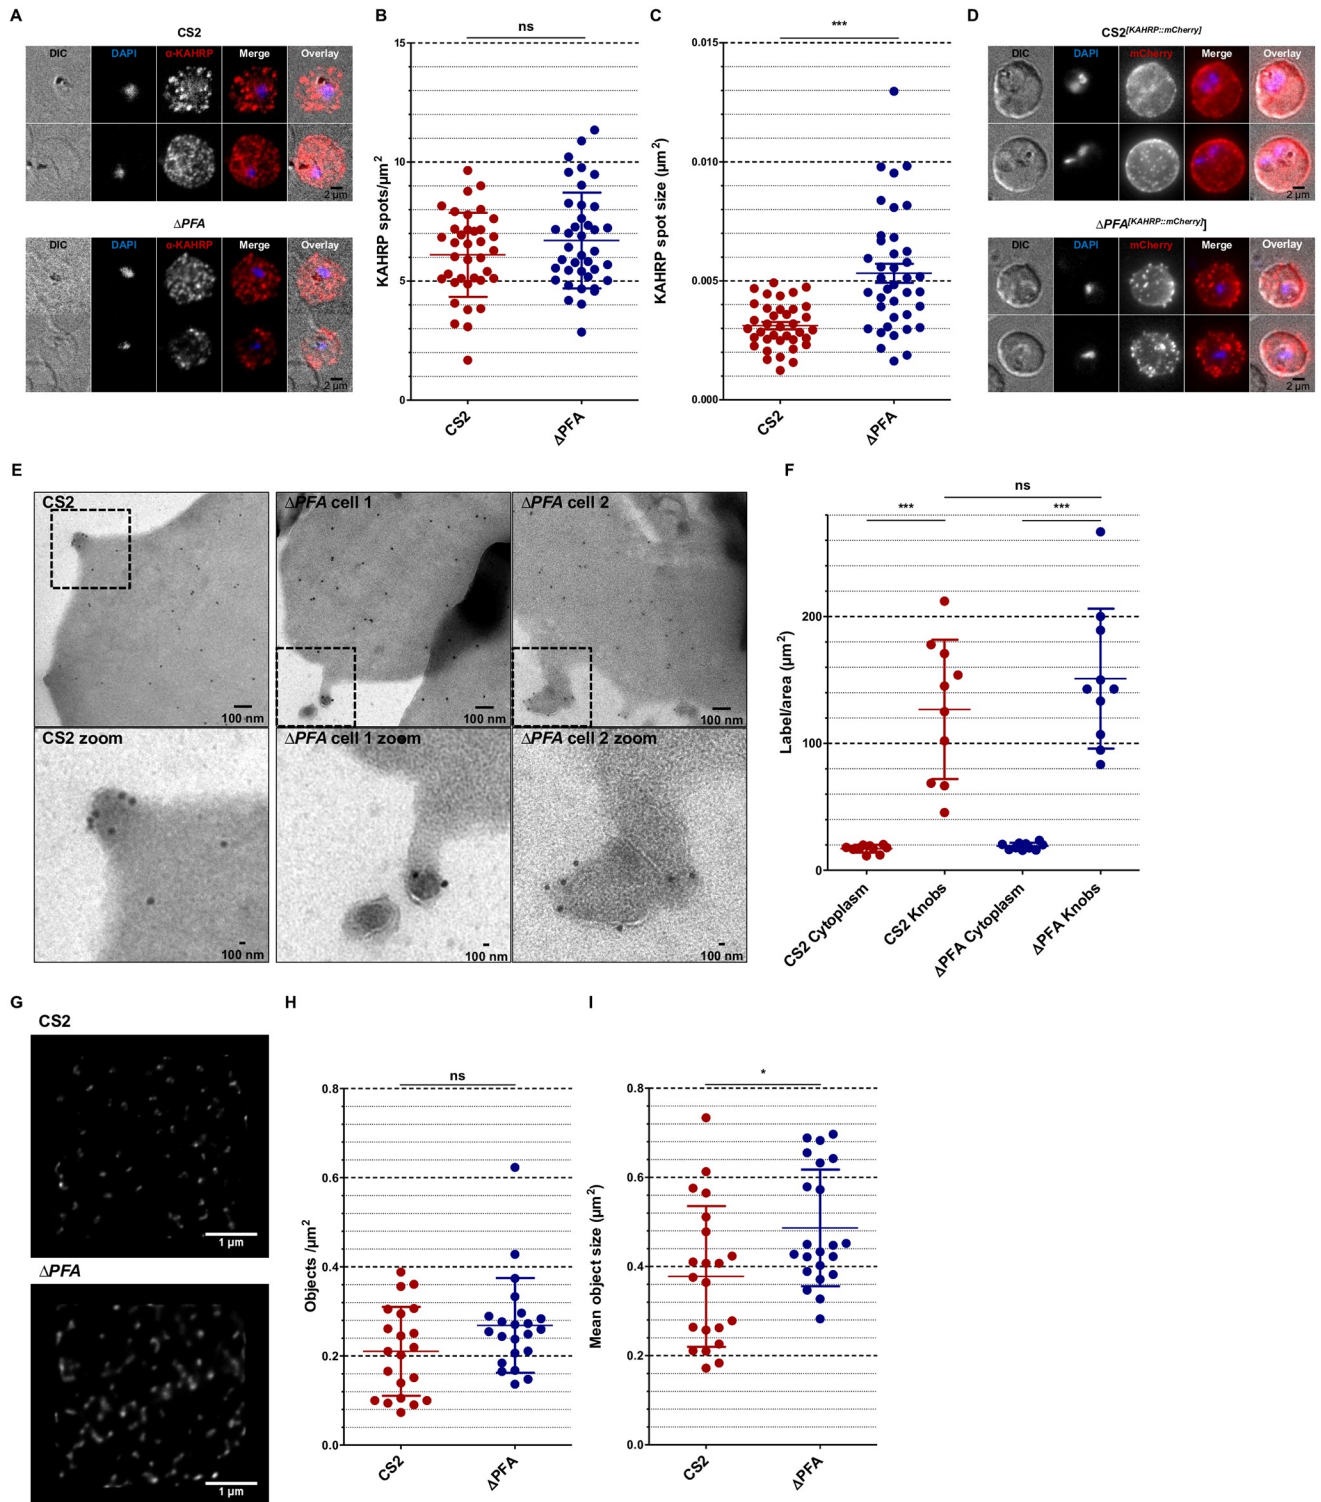 A
CS2
DIC DAPI α-KAHRP Merge Overlay
2 µm
ΔPFA
DIC DAPI α-KAHRP Merge Overlay
2 µm
B
ns
15
10
5
0
KAHRP spots/µm²
CS2 ΔPFA
C
***
0.015
0.010
0.005
0.000
KAHRP spot size (µm²)
CS2 ΔPFA
D
CS2[KAHRP::mCherry]
DIC DAPI mCherry Merge Overlay
2 µm
ΔPFA[KAHRP::mCherry]]
DIC DAPI mCherry Merge Overlay
2 µm
E
CS2
100 nm
ΔPFA cell 1
100 nm
ΔPFA cell 2
100 nm
CS2 zoom
100 nm
ΔPFA cell 1 zoom
100 nm
ΔPFA cell 2 zoom
100 nm
F
ns
*** ***
200
100
0
Label/area (µm²)
CS2 Cytoplasm CS2 Knobs ΔPFA Cytoplasm ΔPFA Knobs
G
CS2
1 µm
ΔPFA
1 µm
H
ns
0.8
0.6
0.4
0.2
0.0
Objects /µm²
CS2 ΔPFA
I
*
0.8
0.6
0.4
0.2
0.0
Mean object size (µm²)
CS2 ΔPFA